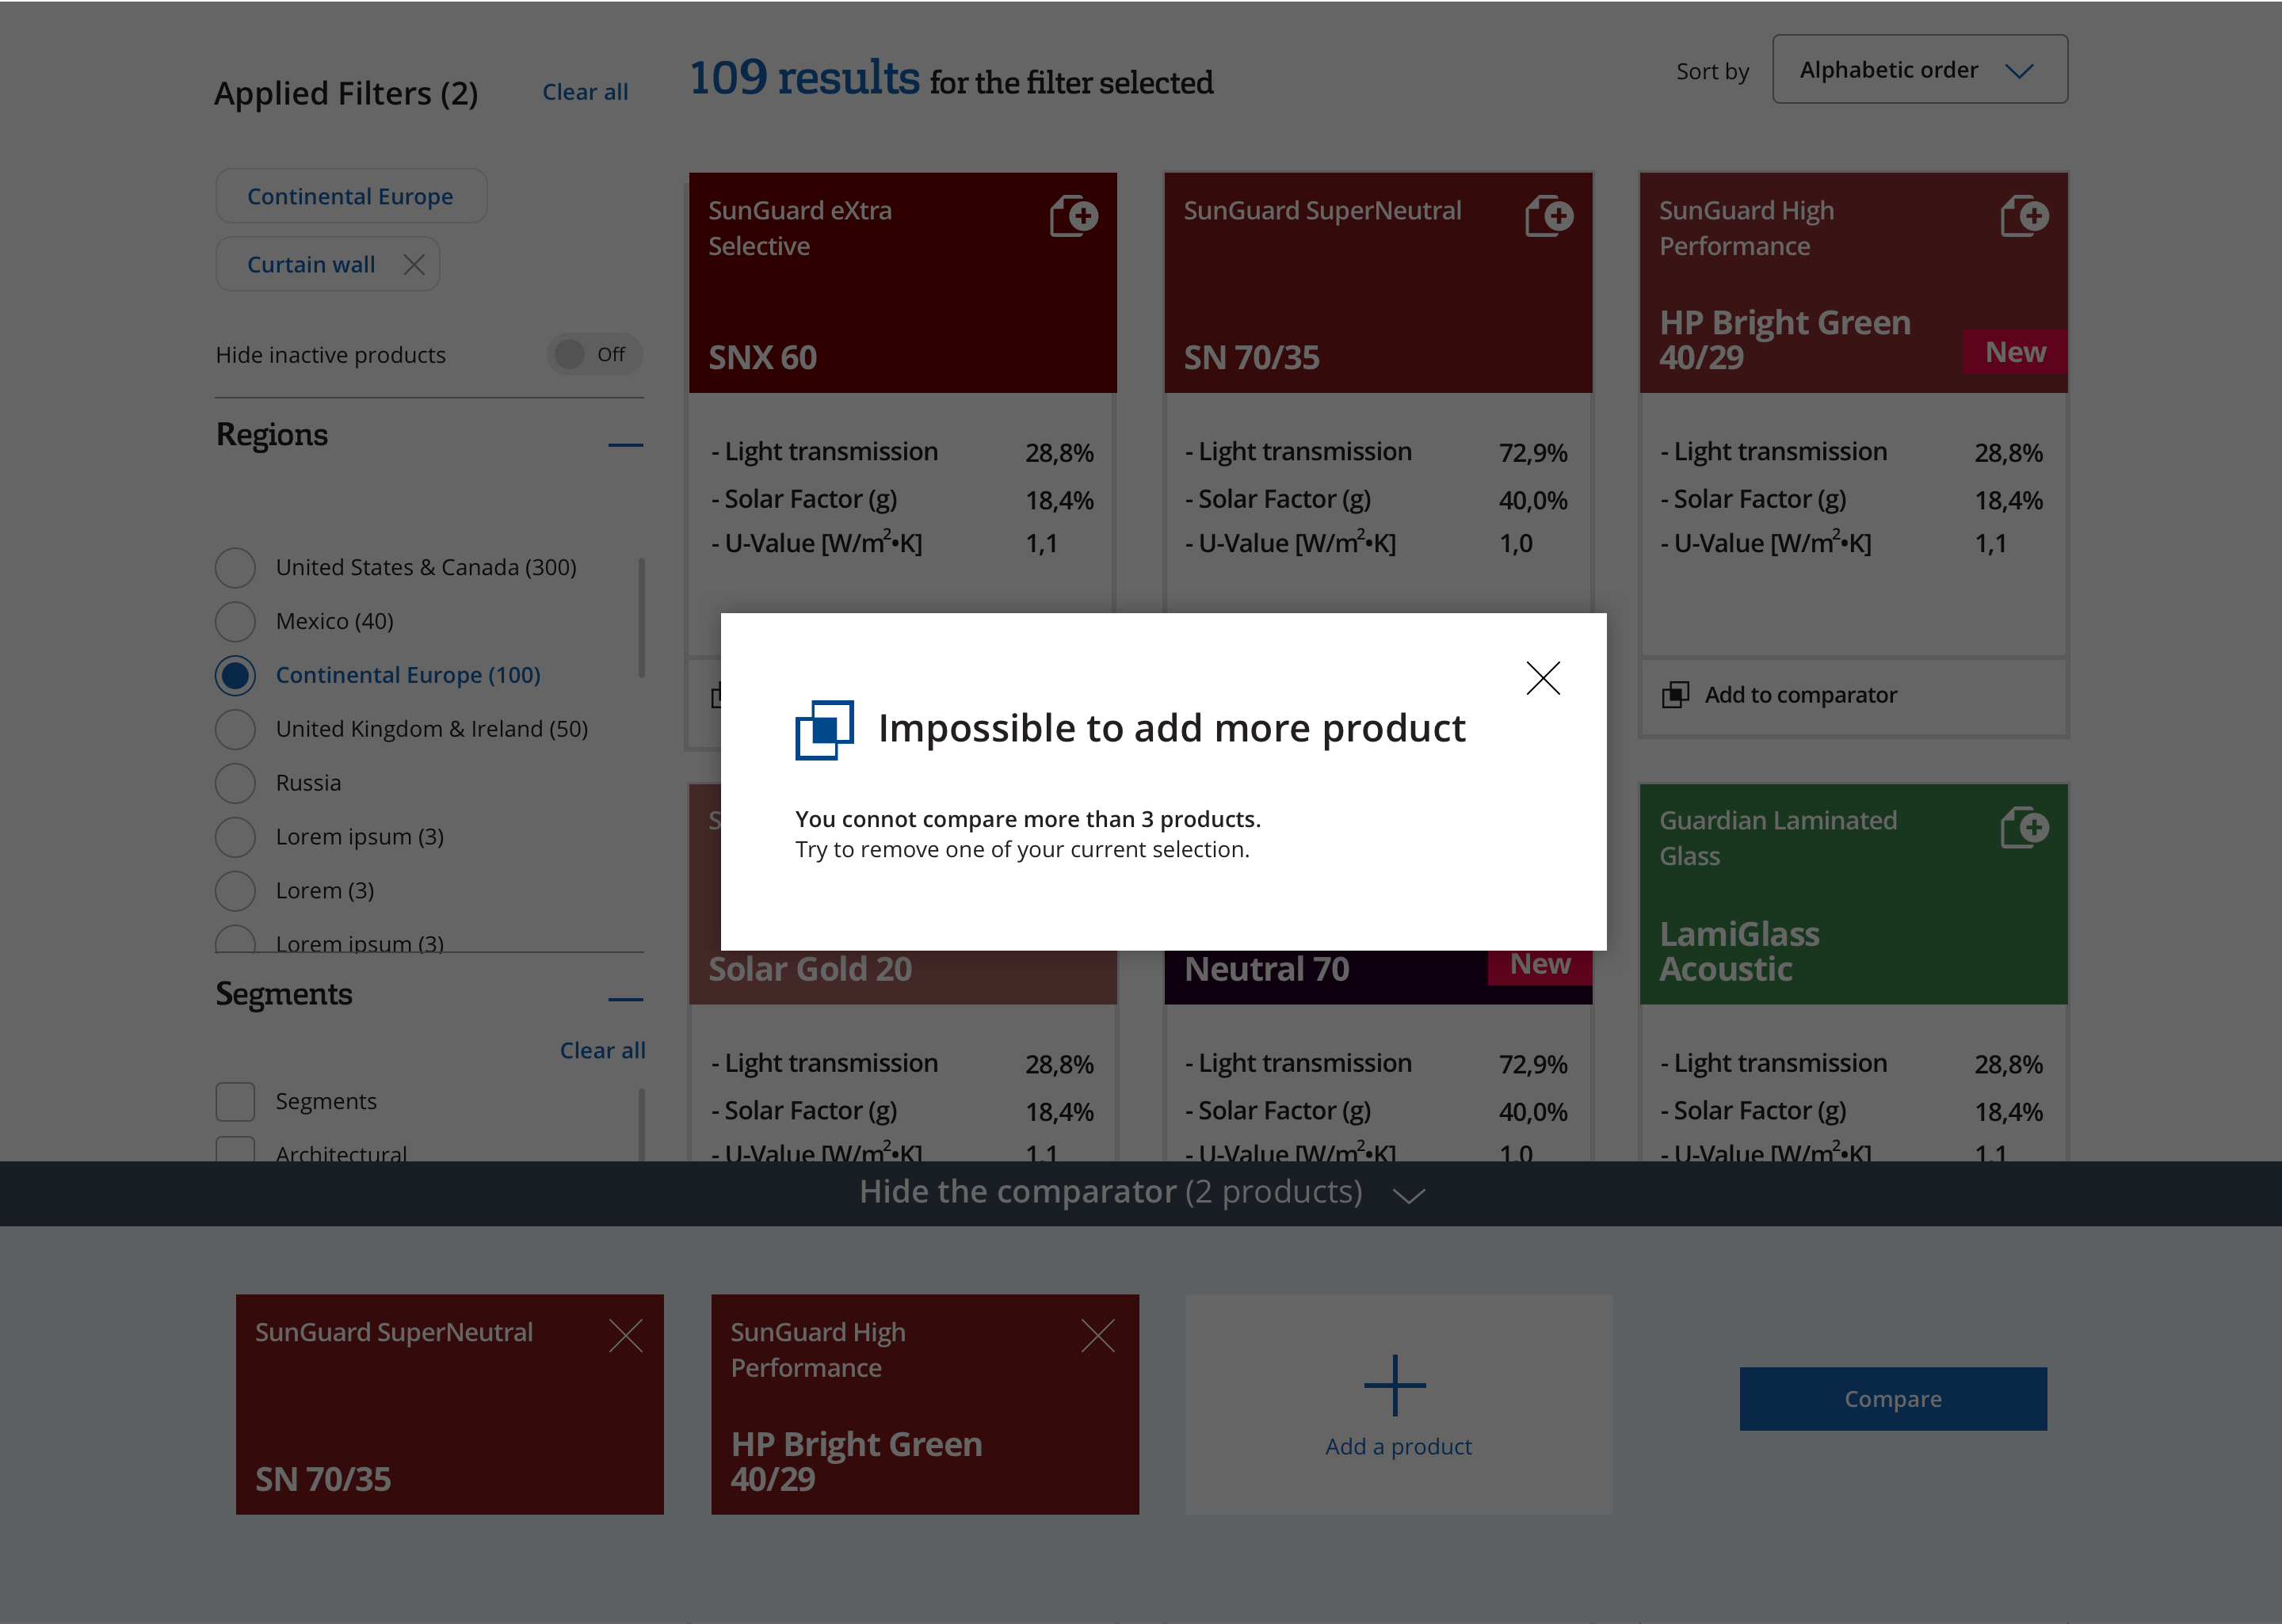 Applied Filters (2)
Clear all
109 results for the filter selected
Sort by
Alphabetic order
Continental Europe
Curtain wall
Hide inactive products
Off
Regions
United States & Canada (300)
Mexico (40)
Continental Europe (100)
United Kingdom & Ireland (50)
Russia
Lorem ipsum (3)
Lorem (3)
Lorem ipsum (3)
Segments
Clear all
Segments
Architectural
SunGuard eXtra
Selective
SNX 60
- Light transmission 28,8%
- Solar Factor (g) 18,4%
- U-Value [W/m²•K] 1,1
SunGuard SuperNeutral
SN 70/35
- Light transmission 72,9%
- Solar Factor (g) 40,0%
- U-Value [W/m²•K] 1,0
SunGuard High
Performance
HP Bright Green
40/29
New
- Light transmission 28,8%
- Solar Factor (g) 18,4%
- U-Value [W/m²•K] 1,1
Add to comparator
Impossible to add more product
You connot compare more than 3 products.
Try to remove one of your current selection.
Solar Gold 20
- Light transmission 28,8%
- Solar Factor (g) 18,4%
- U-Value [W/m²•K] 1,1
Neutral 70
New
- Light transmission 72,9%
- Solar Factor (g) 40,0%
- U-Value [W/m²•K] 1,0
Guardian Laminated
Glass
LamiGlass
Acoustic
- Light transmission 28,8%
- Solar Factor (g) 18,4%
- U-Value [W/m²•K] 1,1
Hide the comparator (2 products)
SunGuard SuperNeutral
SN 70/35
SunGuard High
Performance
HP Bright Green
40/29
Add a product
Compare